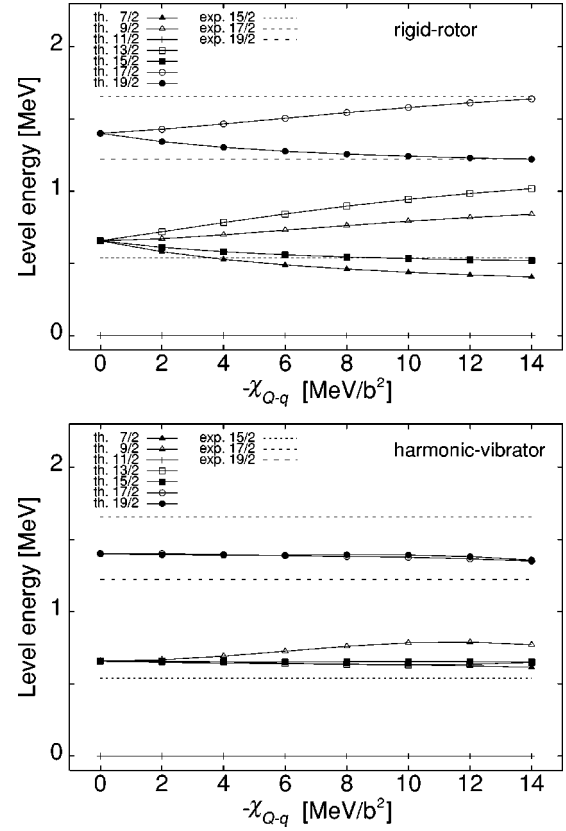 th. 7/2 exp. 15/2
th. 9/2 exp. 17/2
th. 11/2 exp. 19/2
th. 13/2
th. 15/2
th. 17/2
th. 19/2
rigid-rotor
Level energy [MeV]
2
1
0
0 2 4 6 8 10 12 14
-χQ-q [MeV/b²]
th. 7/2 exp. 15/2
th. 9/2 exp. 17/2
th. 11/2 exp. 19/2
th. 13/2
th. 15/2
th. 17/2
th. 19/2
harmonic-vibrator
Level energy [MeV]
2
1
0
0 2 4 6 8 10 12 14
-χQ-q [MeV/b²]